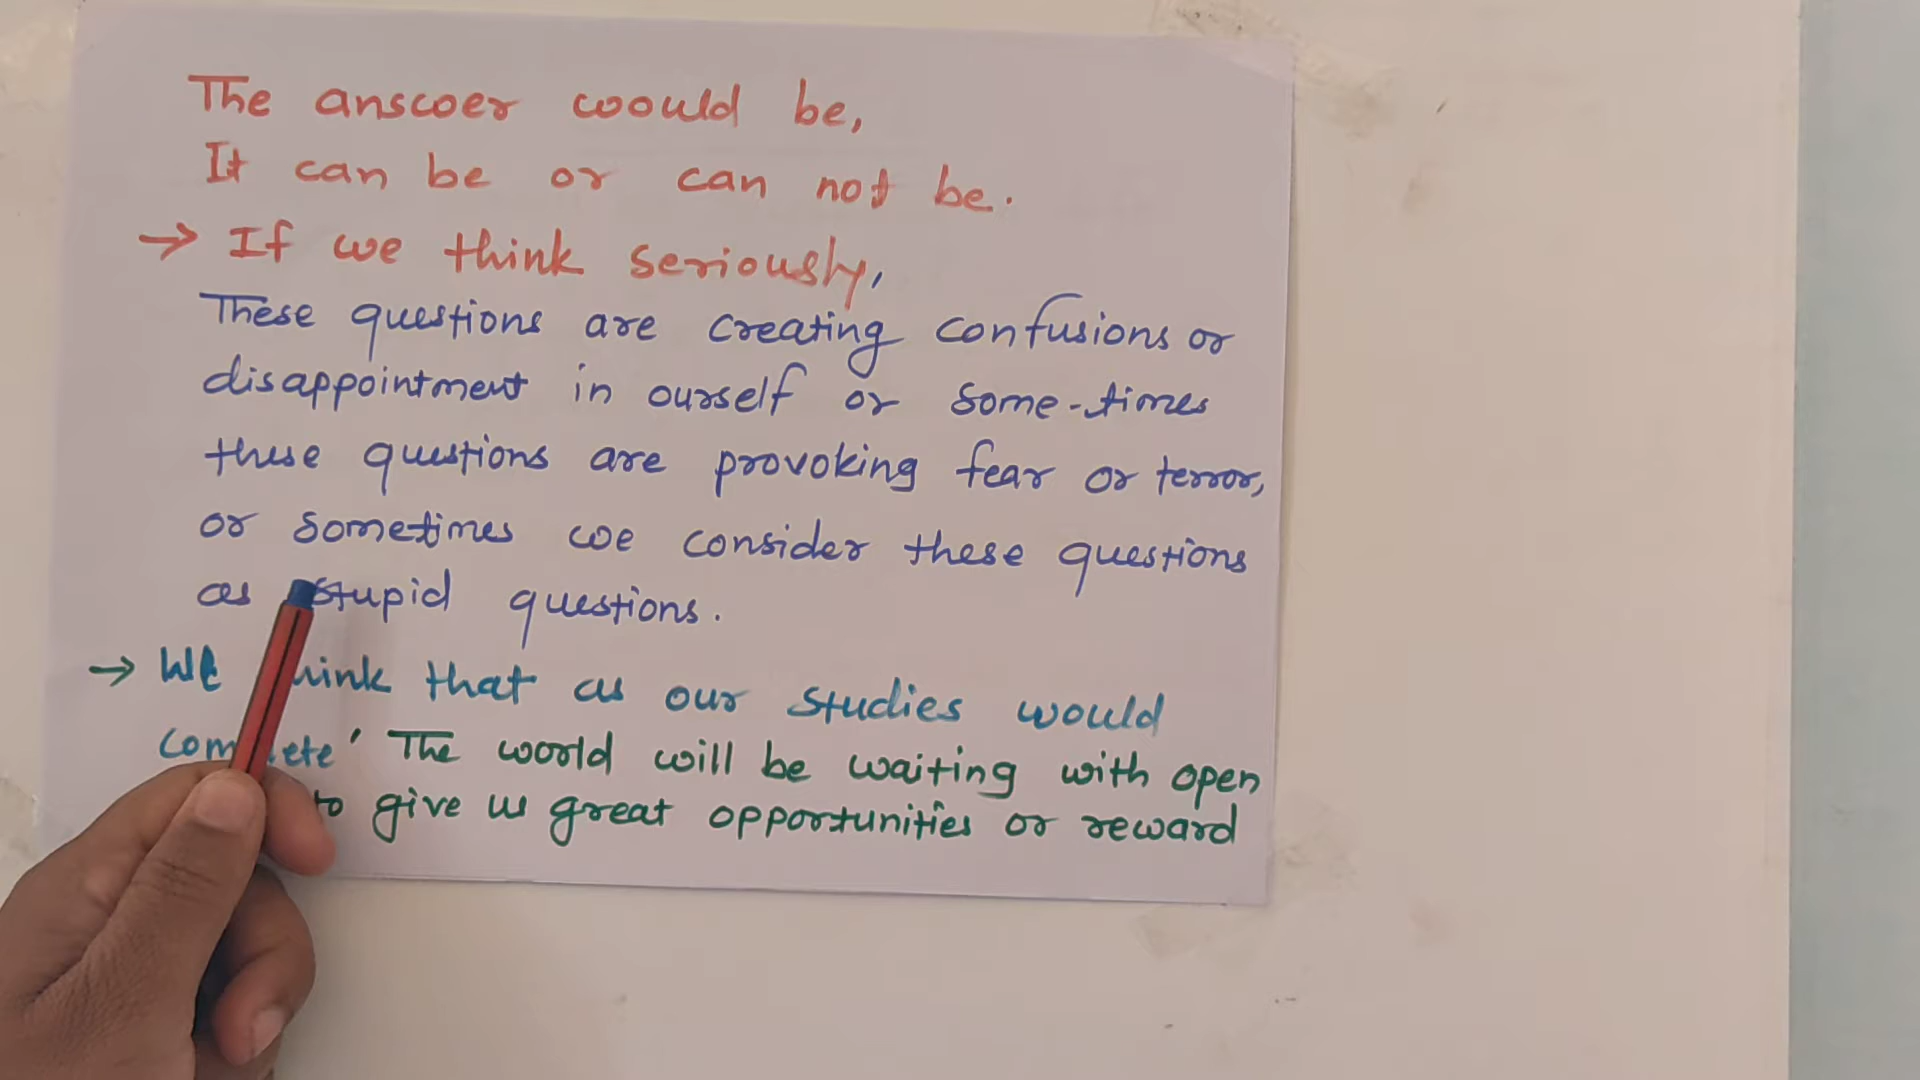 The answer would be,
It can be or can not be.
→ If we think seriously,
These questions are creating confusions or
disappointment in ourself or some-times
these questions are provoking fear or terror,
or sometimes we consider these questions
as stupid questions.
→ We think that as our studies would
complete' The world will be waiting with open
to give us great opportunities or reward